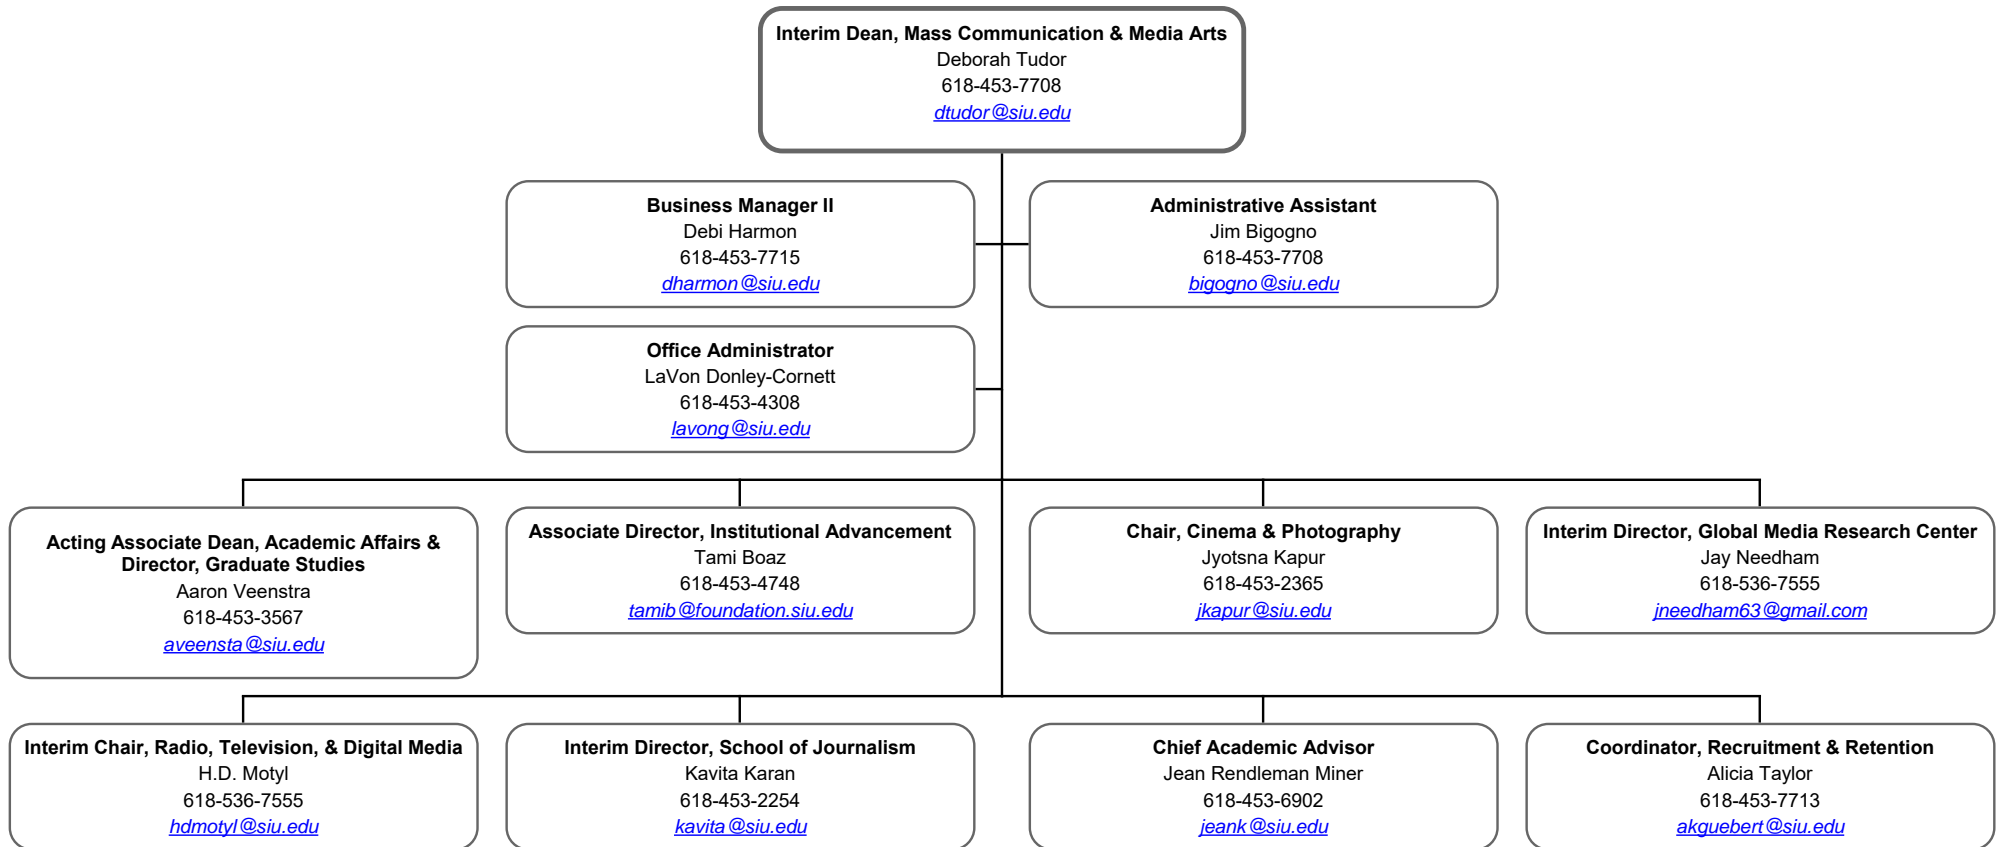 Interim Dean, Mass Communication & Media Arts
Deborah Tudor
618-453-7708
dtudor@siu.edu
Business Manager II
Debi Harmon
618-453-7715
dharmon@siu.edu
Administrative Assistant
Jim Bigogno
618-453-7708
bigogno@siu.edu
Office Administrator
LaVon Donley-Cornett
618-453-4308
lavong@siu.edu
Acting Associate Dean, Academic Affairs &
Director, Graduate Studies
Aaron Veenstra
618-453-3567
aveensta@siu.edu
Associate Director, Institutional Advancement
Tami Boaz
618-453-4748
tamib@foundation.siu.edu
Chair, Cinema & Photography
Jyotsna Kapur
618-453-2365
jkapur@siu.edu
Interim Director, Global Media Research Center
Jay Needham
618-536-7555
jneedham63@gmail.com
Interim Chair, Radio, Television, & Digital Media
H.D. Motyl
618-536-7555
hdmotyl@siu.edu
Interim Director, School of Journalism
Kavita Karan
618-453-2254
kavita@siu.edu
Chief Academic Advisor
Jean Rendleman Miner
618-453-6902
jeank@siu.edu
Coordinator, Recruitment & Retention
Alicia Taylor
618-453-7713
akguebert@siu.edu